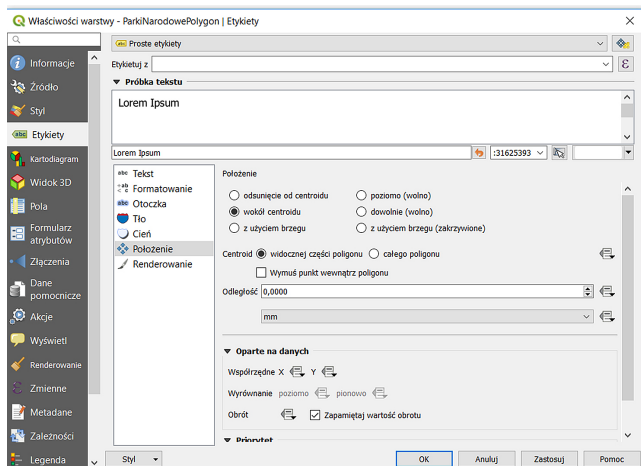 Właściwości warstwy - ParkiNarodowePolygon | Etykiety
Informacje
Źródło
Styl
Etykiety
Kartodiagram
Widok 3D
Pola
Formularz
atrybutów
Złączenia
Dane
pomocnicze
Akcje
Wyświetl
Renderowanie
Zmienne
Metadane
Zależności
Legenda
abc Proste etykiety
Etykietuj z
ε
Próbka tekstu
Lorem Ipsum
Lorem Ipsum
:31625393
abc Tekst
Formatowanie
abc Otoczka
Tło
Cień
Położenie
Renderowanie
Położenie
odsunięcie od centroidu
poziomo (wolno)
wokół centroidu
dowolnie (wolno)
z użyciem brzegu
z użyciem brzegu (zakrzywione)
Centroid widocznej części poligonu całego poligonu
Wymuś punkt wewnątrz poligonu
Odległość 0,0000
mm
Oparte na danych
Współrzędne X Y
Wyrównanie poziomo pionowo
Obrót Zapamiętaj wartość obrotu
Priorytet
Styl OK Anuluj Zastosuj Pomoc